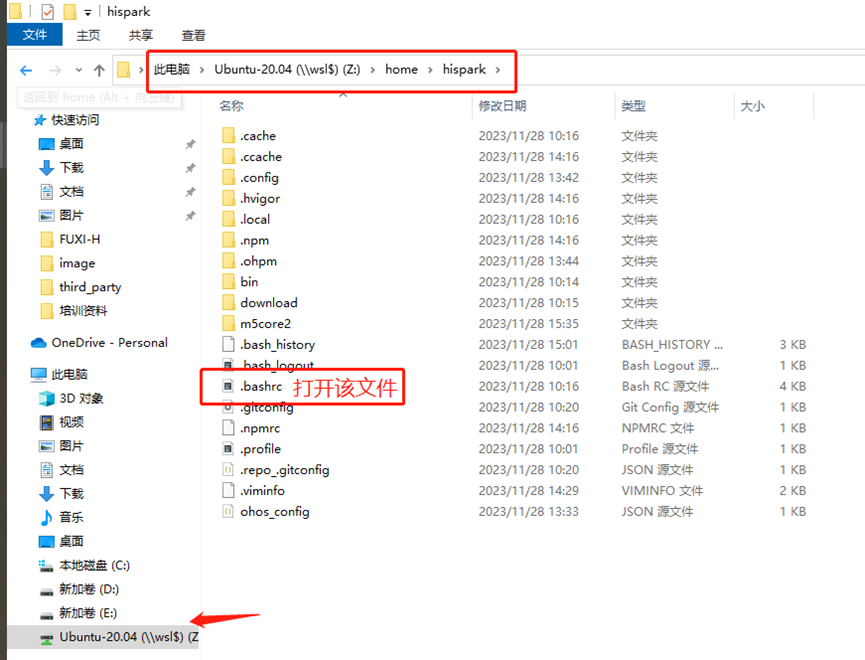 hispark
文件 主页 共享 查看
此电脑 › Ubuntu-20.04 (\\wsl$) (Z:) › home › hispark ›
返回到 home (Alt + 向左键)
名称 修改日期 类型 大小
快速访问
桌面
下载
文档
图片
FUXI-H
image
third_party
培训资料
OneDrive - Personal
此电脑
3D 对象
视频
图片
文档
下载
音乐
桌面
本地磁盘 (C:)
新加卷 (D:)
新加卷 (E:)
Ubuntu-20.04 (\\wsl$) (Z
.cache 2023/11/28 10:16 文件夹
.ccache 2023/11/28 14:16 文件夹
.config 2023/11/28 13:42 文件夹
.hvigor 2023/11/28 14:16 文件夹
.local 2023/11/28 10:16 文件夹
.npm 2023/11/28 14:16 文件夹
.ohpm 2023/11/28 13:44 文件夹
bin 2023/11/28 10:14 文件夹
download 2023/11/28 10:15 文件夹
m5core2 2023/11/28 15:35 文件夹
.bash_history 2023/11/28 15:01 BASH_HISTORY ... 3 KB
.bash_logout 2023/11/28 10:01 Bash Logout 源... 1 KB
.bashrc 打开该文件 2023/11/28 10:16 Bash RC 源文件 4 KB
.gitconfig 2023/11/28 10:20 Git Config 源文件 1 KB
.npmrc 2023/11/28 14:16 NPMRC 文件 1 KB
.profile 2023/11/28 10:01 Profile 源文件 1 KB
.repo_.gitconfig 2023/11/28 10:20 JSON 源文件 1 KB
.viminfo 2023/11/28 14:29 VIMINFO 文件 2 KB
ohos_config 2023/11/28 13:33 JSON 源文件 1 KB